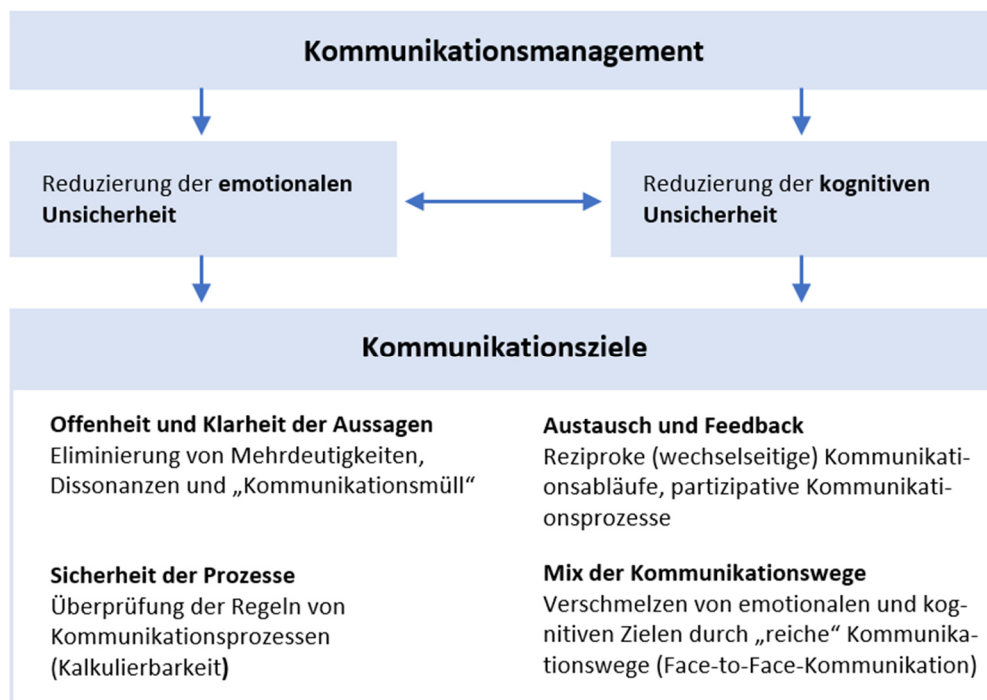 Kommunikationsmanagement
Reduzierung der emotionalen
Unsicherheit
Reduzierung der kognitiven
Unsicherheit
Kommunikationsziele
Offenheit und Klarheit der Aussagen
Eliminierung von Mehrdeutigkeiten,
Dissonanzen und „Kommunikationsmüll“
Austausch und Feedback
Reziproke (wechselseitige) Kommunikati-
onsabläufe, partizipative Kommunikati-
onsprozesse
Sicherheit der Prozesse
Überprüfung der Regeln von
Kommunikationsprozessen
(Kalkulierbarkeit)
Mix der Kommunikationswege
Verschmelzen von emotionalen und kog-
nitiven Zielen durch „reiche“ Kommunika-
tionswege (Face-to-Face-Kommunikation)